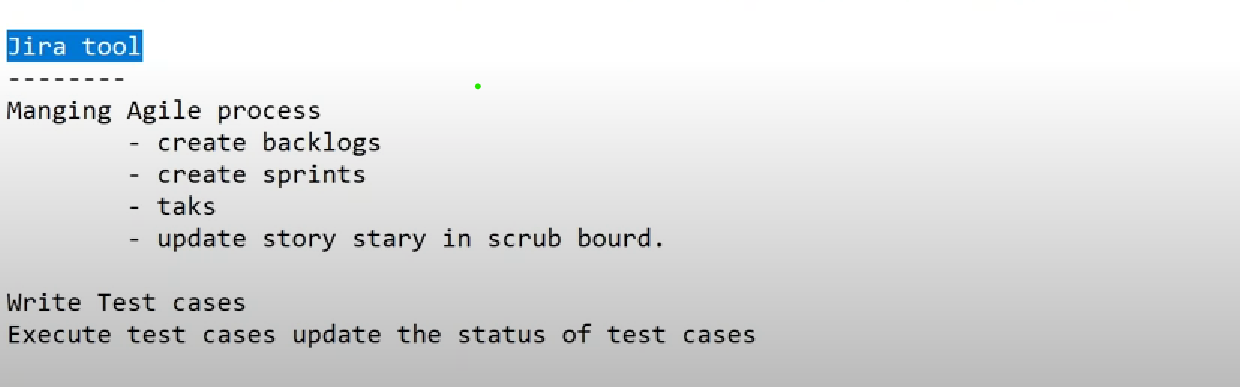 Jira tool
--------
Manging Agile process
- create backlogs
- create sprints
- taks
- update story stary in scrub bourd.
Write Test cases
Execute test cases update the status of test cases